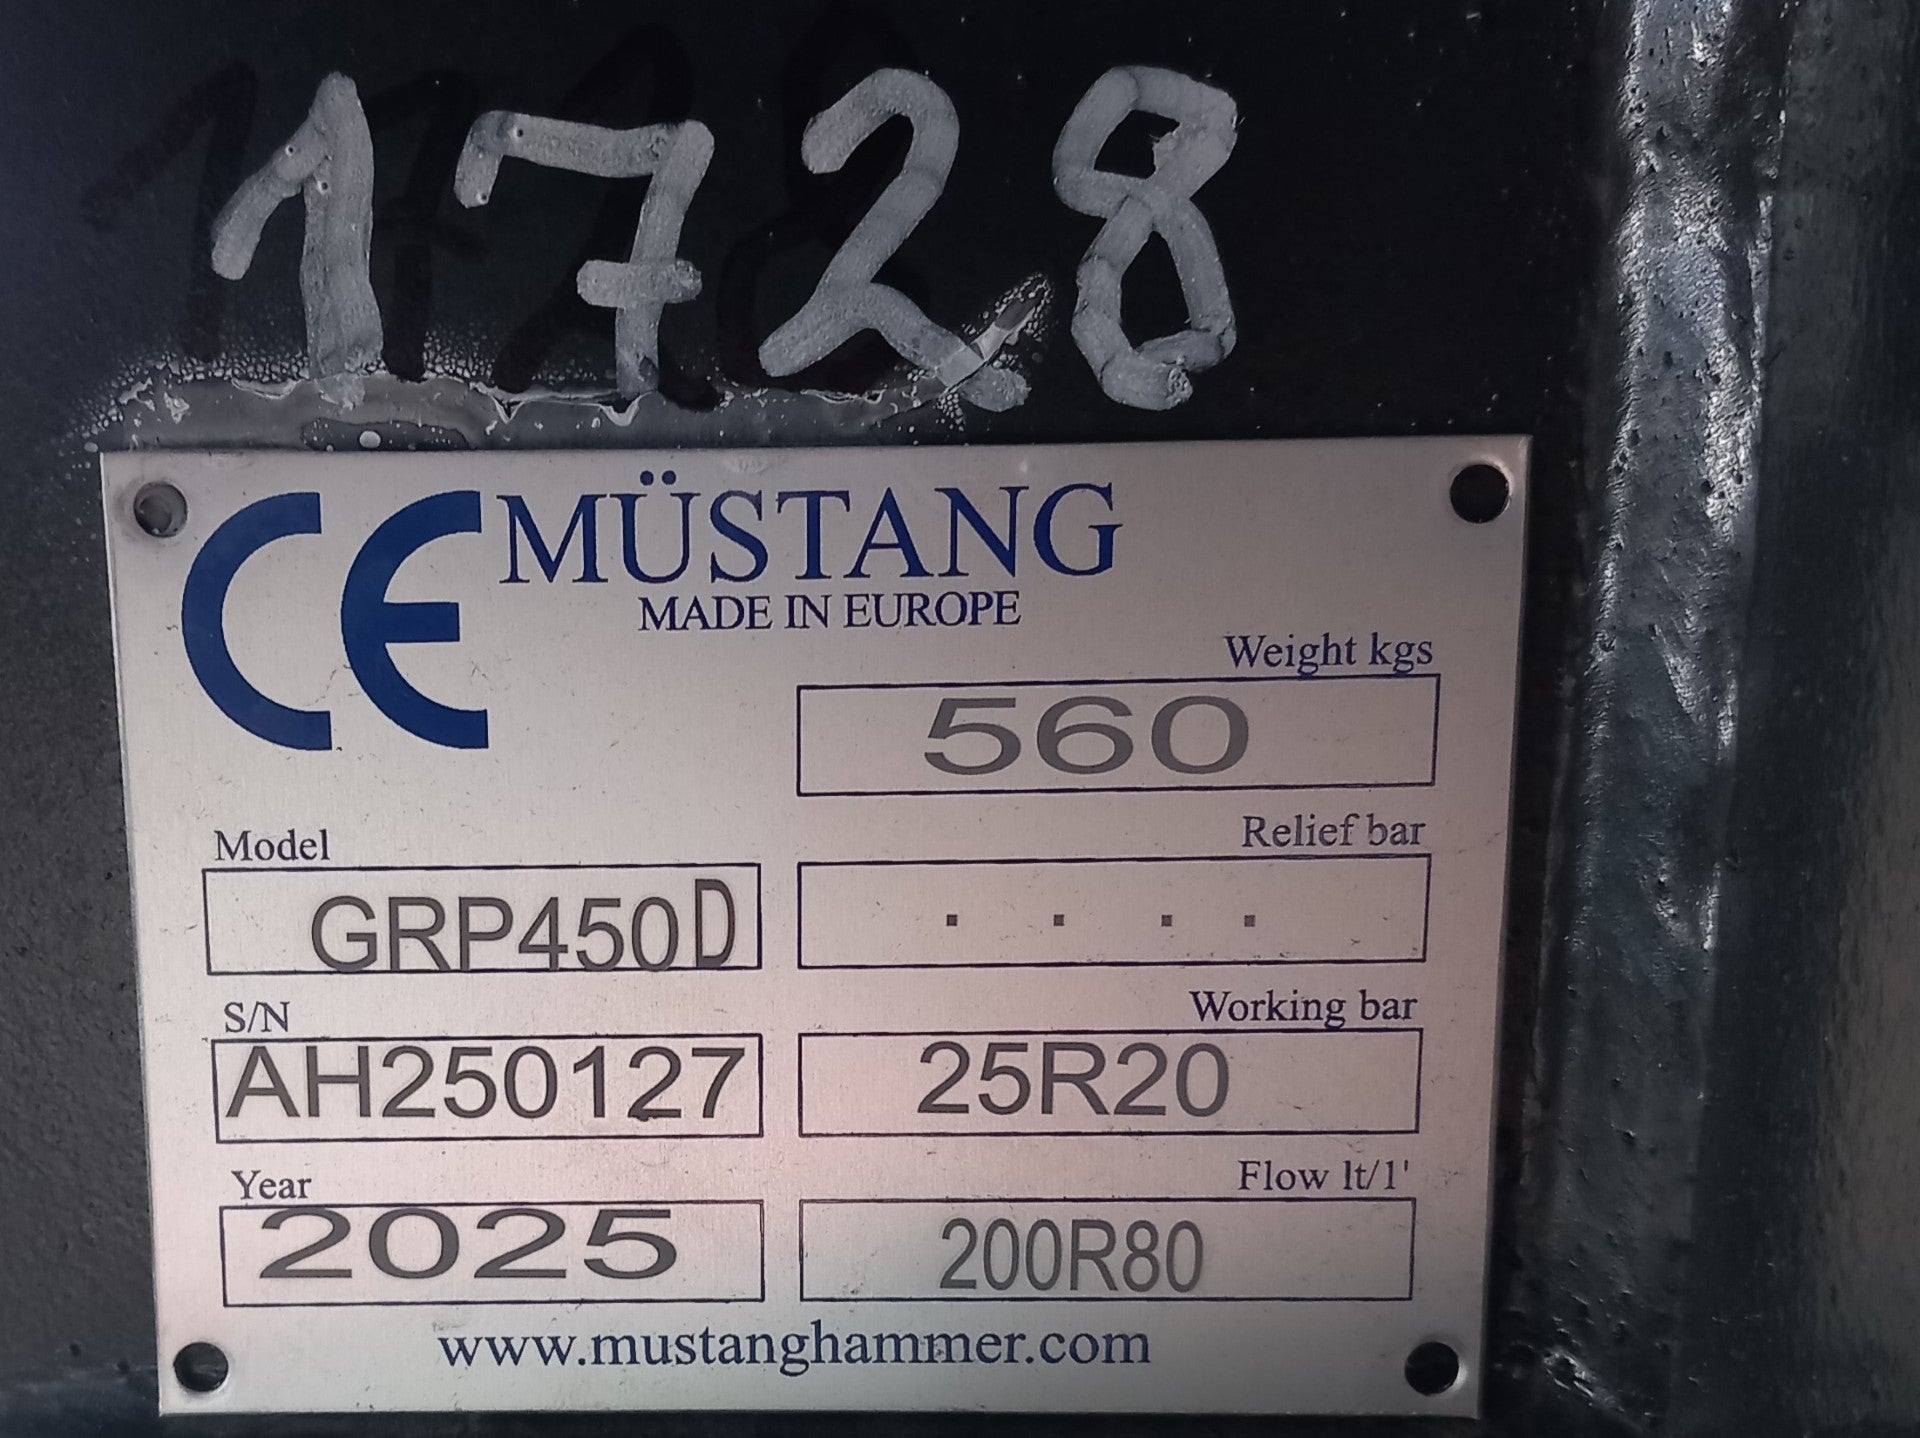 1728
CE MÜSTANG
MADE IN EUROPE
Weight kgs
560
Model
GRP450D
Relief bar
. . . .
S/N
AH250127
Working bar
25R20
Year
2025
Flow lt/1'
200R80
www.mustanghammer.com